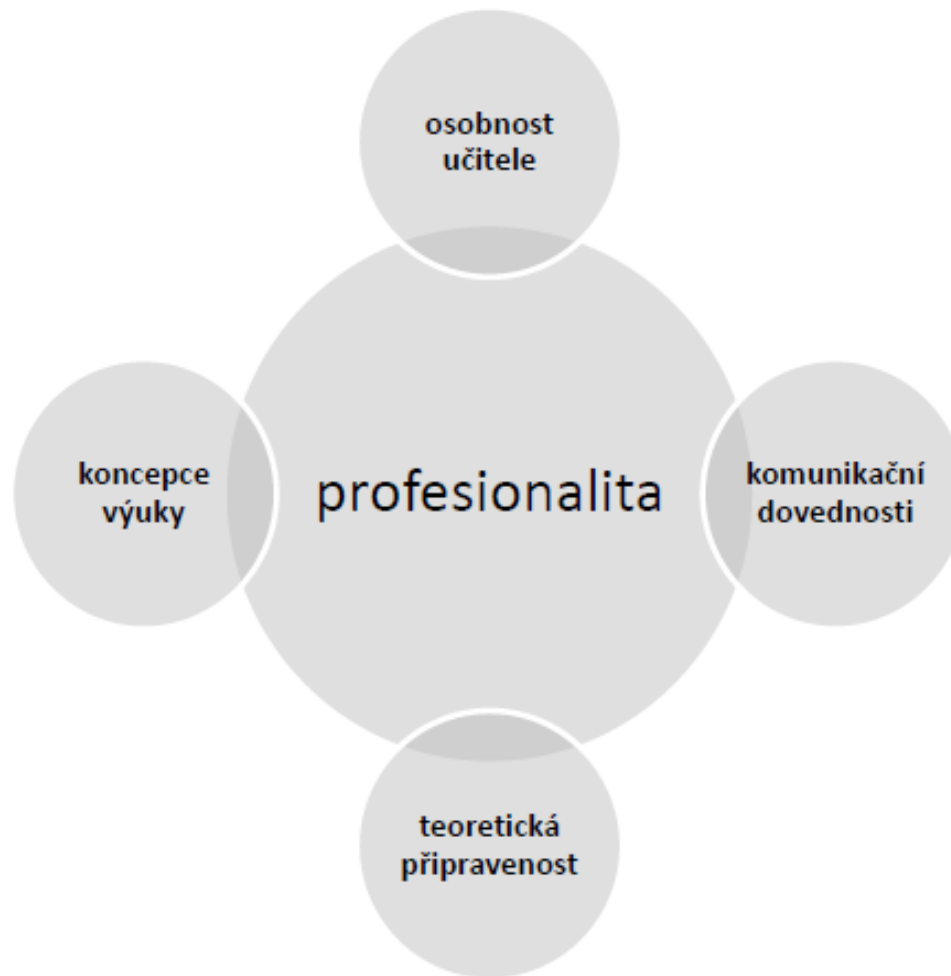 osobnost
učitele
koncepce
výuky
profesionalita
komunikační
dovednosti
teoretická
připravenost